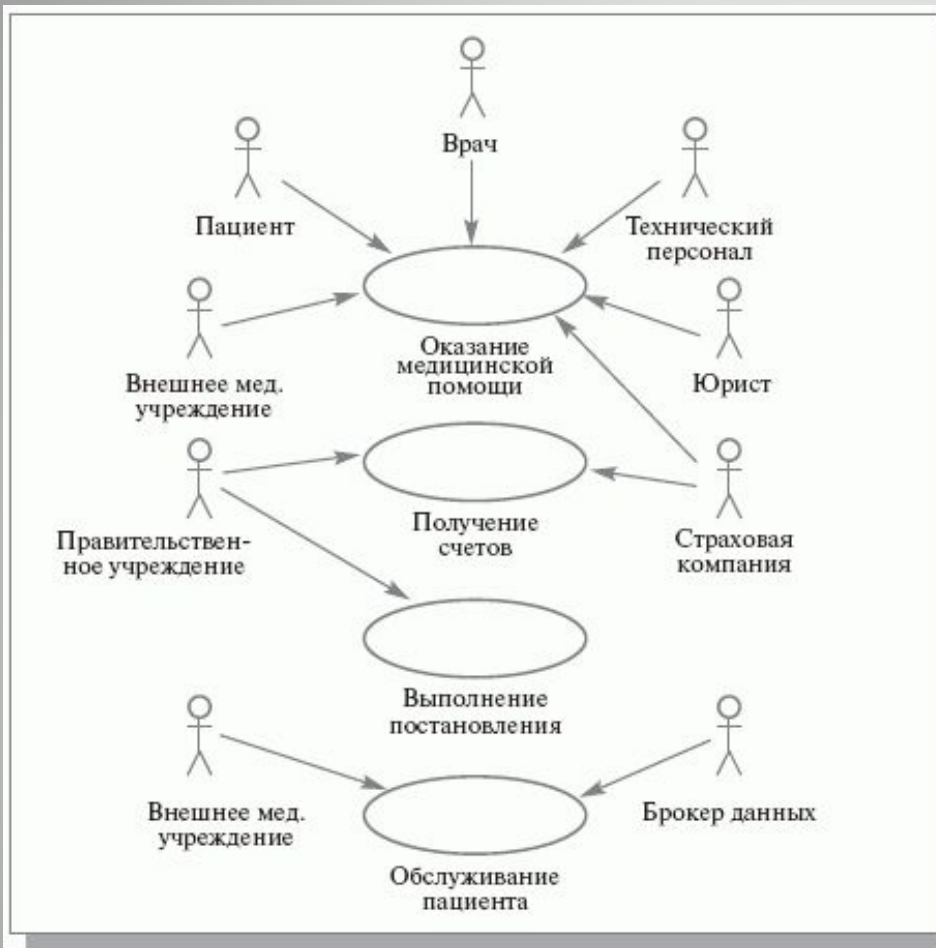 Врач
Пациент
Технический
персонал
Оказание
медицинской
помощи
Внешнее мед.
учреждение
Юрист
Правительствен-
ное учреждение
Получение
счетов
Страховая
компания
Выполнение
постановления
Внешнее мед.
учреждение
Брокер данных
Обслуживание
пациента